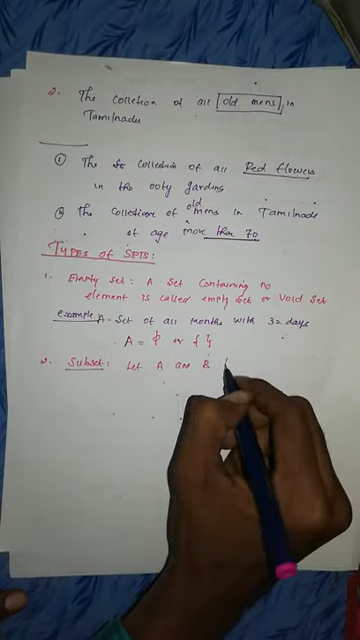 2. The Colletion of all old mens, in
Tamilnadu
① The Collection of all Red flowers
in the ooty gardens
② the Collections of old mens in Tamilnade
of age more than 70
TYPES OF SETS:
1. Empty set: A set Containing no
element is called empty set or Void set
example: A = Set of all Months with 32 days
A = ϕ or { }
2. Subset: Let A and B